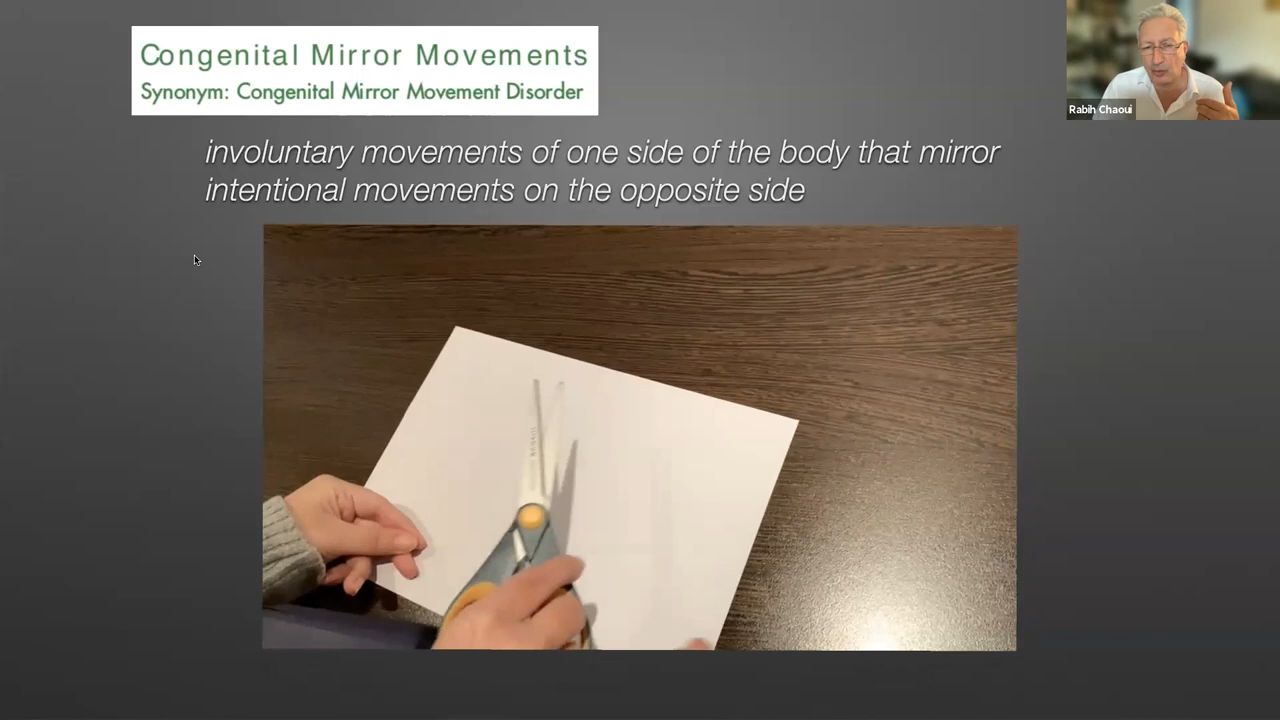 Congenital Mirror Movements
Synonym: Congenital Mirror Movement Disorder
Rabih Chaoui
involuntary movements of one side of the body that mirror
intentional movements on the opposite side